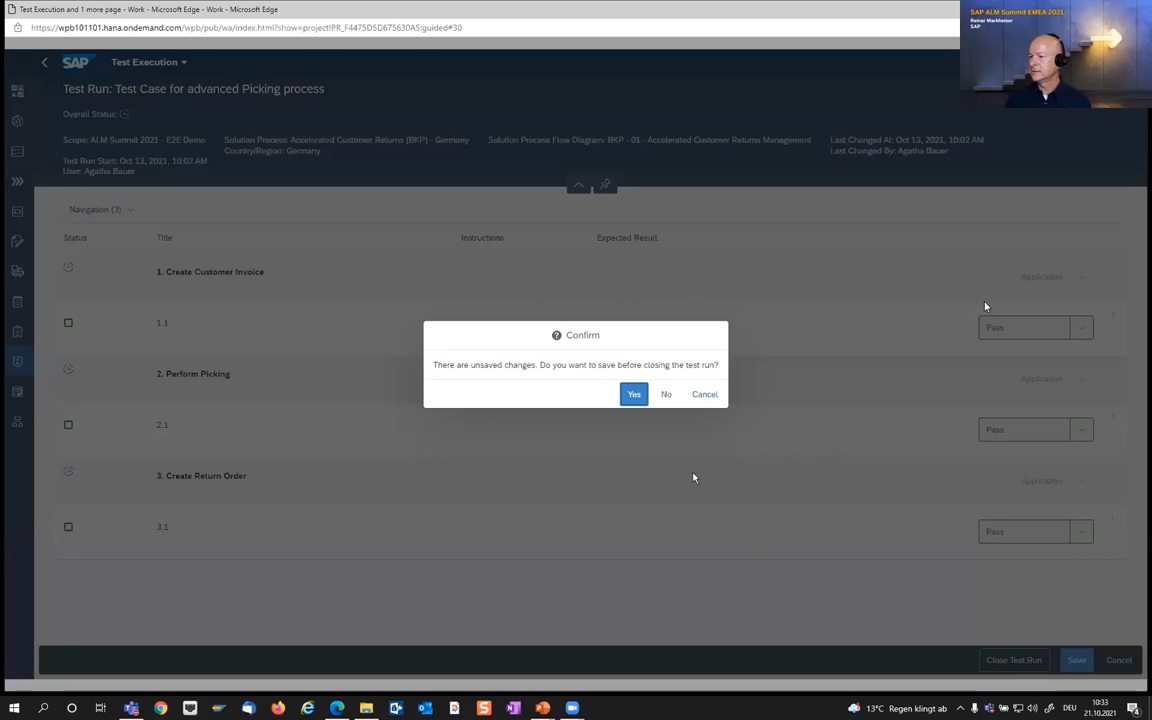 Test Execution and 1 more page - Work - Microsoft Edge - Work - Microsoft Edge
https://wpb101101.hana.ondemand.com/wpb/pub/wa/index.html?show=project!PR_F4475D5D675630A5:guided#30
SAP ALM Summit EMEA 2021
Reiner Markheiser
SAP
SAP Test Execution
Test Run: Test Case for advanced Picking process
Overall Status:
Scope: ALM Summit 2021 - E2E Demo Solution Process: Accelerated Customer Returns (BKP) - Germany Solution Process Flow Diagram: BKP - 01 - Accelerated Customer Returns Management Last Changed At: Oct 13, 2021, 10:02 AM
Country/Region: Germany Last Changed By: Agatha Bauer
Test Run Start: Oct 13, 2021, 10:02 AM
User: Agatha Bauer
Navigation (3)
Status Title Instructions Expected Result
1. Create Customer Invoice Application
1.1 Pass
Confirm
There are unsaved changes. Do you want to save before closing the test run?
Yes No Cancel
2. Perform Picking Application
2.1 Pass
3. Create Return Order Application
3.1 Pass
Close Test Run Save Cancel
13°C Regen klingt ab DEU 10:33
21.10.2021 4